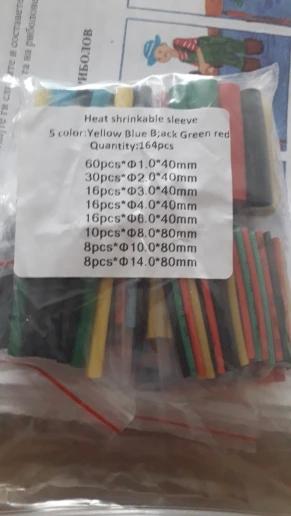 РИБОЛОВ
Heat shrinkable sleeve
5 color:Yellow Blue B;ack Green red
Quantity:164pcs
60pcs*Φ1.0*40mm
30pcs*Φ2.0*40mm
16pcs*Φ3.0*40mm
16pcs*Φ4.0*40mm
16pcs*Φ6.0*40mm
10pcs*Φ8.0*80mm
8pcs*Φ10.0*80mm
8pcs*Φ14.0*80mm